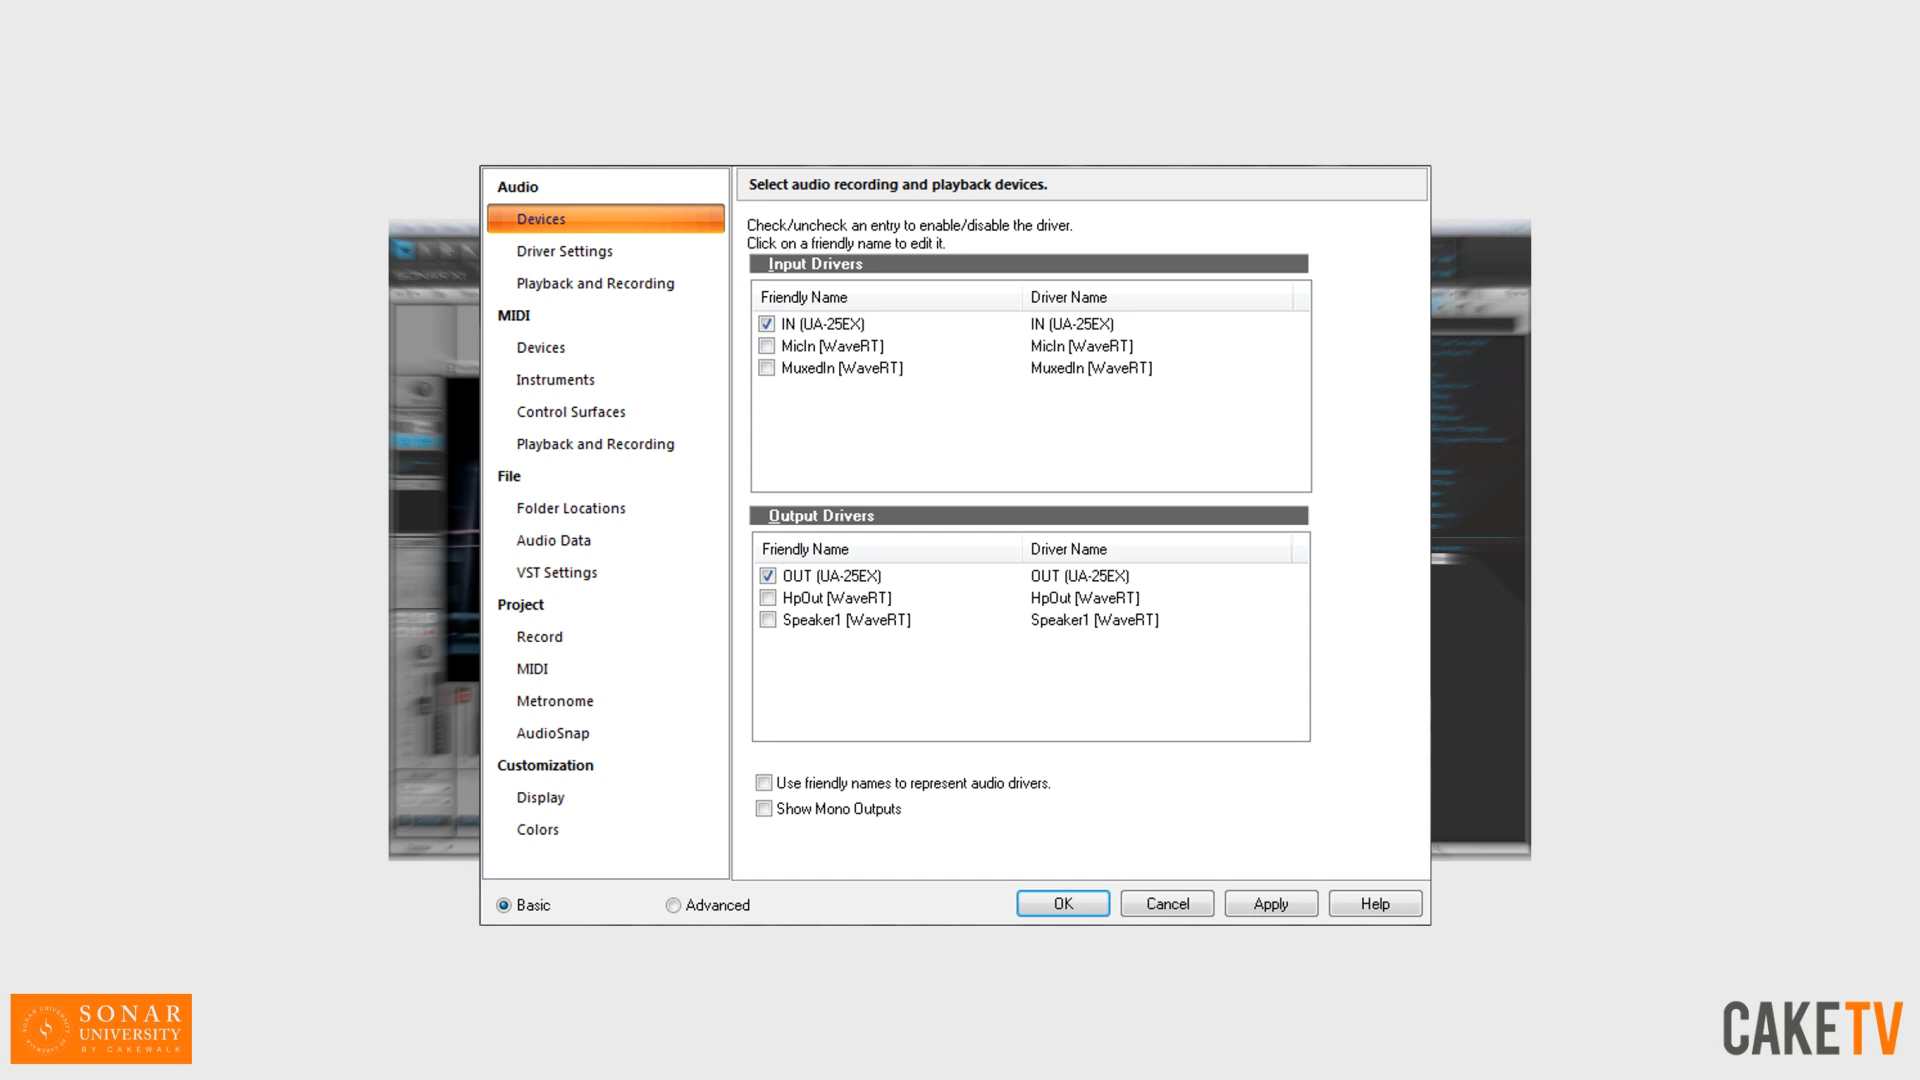 Audio
Devices
Driver Settings
Playback and Recording
MIDI
Devices
Instruments
Control Surfaces
Playback and Recording
File
Folder Locations
Audio Data
VST Settings
Project
Record
MIDI
Metronome
AudioSnap
Customization
Display
Colors
Select audio recording and playback devices.
Check/uncheck an entry to enable/disable the driver.
Click on a friendly name to edit it.
Input Drivers
Friendly Name Driver Name
IN (UA-25EX) IN (UA-25EX)
MicIn [WaveRT] MicIn [WaveRT]
MuxedIn [WaveRT] MuxedIn [WaveRT]
Output Drivers
Friendly Name Driver Name
OUT (UA-25EX) OUT (UA-25EX)
HpOut [WaveRT] HpOut [WaveRT]
Speaker1 [WaveRT] Speaker1 [WaveRT]
Use friendly names to represent audio drivers.
Show Mono Outputs
Basic Advanced OK Cancel Apply Help
SONAR
UNIVERSITY
BY CAKEWALK
CAKETV